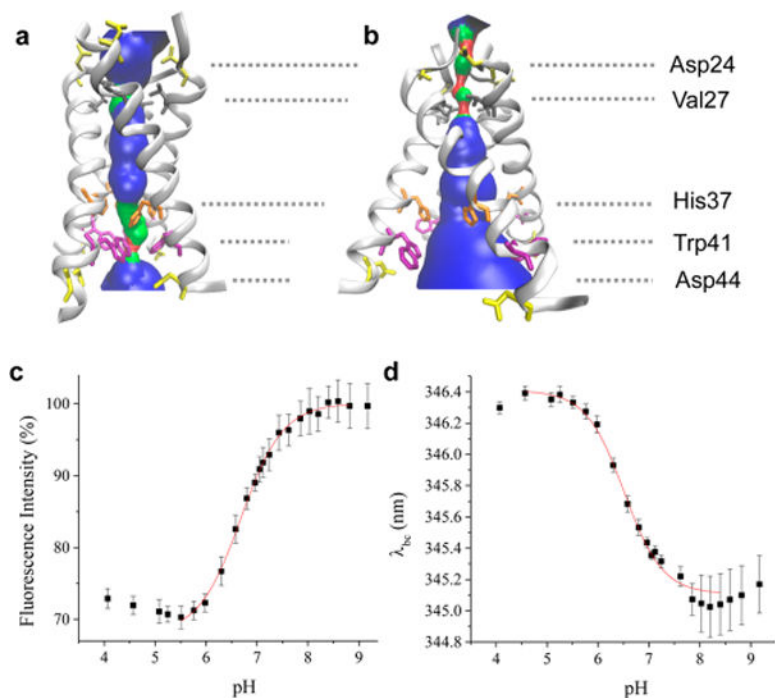 a
b
Asp24
Val27
His37
Trp41
Asp44
c
Fluorescence Intensity (%)
100
90
80
70
4 5 6 7 8 9
pH
d
λbc (nm)
346.4
346.2
346.0
345.8
345.6
345.4
345.2
345.0
344.8
4 5 6 7 8 9
pH